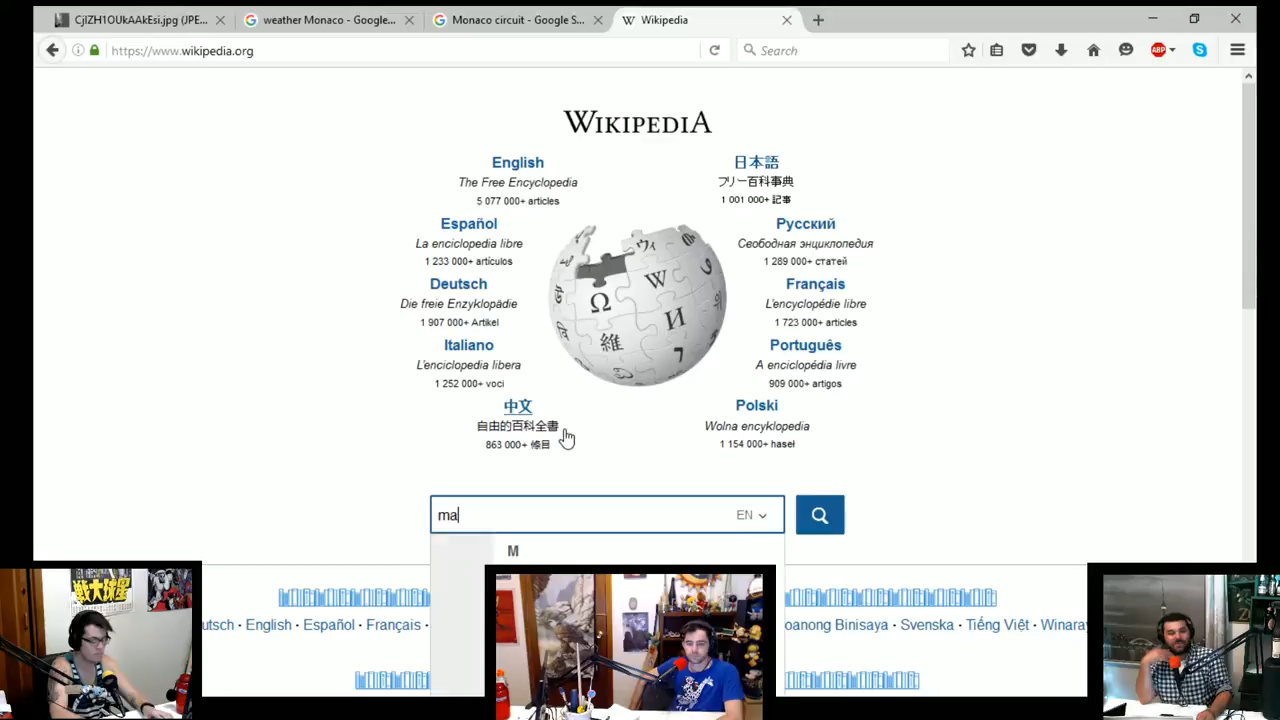 CjIZH1OUkAAkEsi.jpg (JPE...
weather Monaco - Google...
Monaco circuit - Google S...
Wikipedia
https://www.wikipedia.org
Search
ABP
WIKIPEDIA
English
The Free Encyclopedia
5 077 000+ articles
日本語
フリー百科事典
1 001 000+ 記事
Español
La enciclopedia libre
1 233 000+ artículos
Русский
Свободная энциклопедия
1 289 000+ статей
Deutsch
Die freie Enzyklopädie
1 907 000+ Artikel
Français
L'encyclopédie libre
1 723 000+ articles
Italiano
L'enciclopedia libera
1 252 000+ voci
Português
A enciclopédia livre
909 000+ artigos
中文
自由的百科全書
863 000+ 條目
Polski
Wolna encyklopedia
1 154 000+ haseł
ma
EN
M
utsch · English · Español · Français ·
oanong Binisaya · Svenska · Tiếng Việt · Winaray